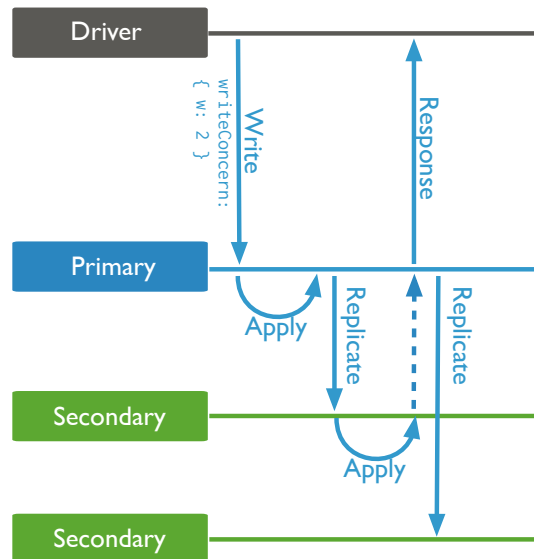 Driver
Write
writeConcern:
{ w: 2 }
Response
Primary
Apply
Replicate
Replicate
Secondary
Apply
Secondary